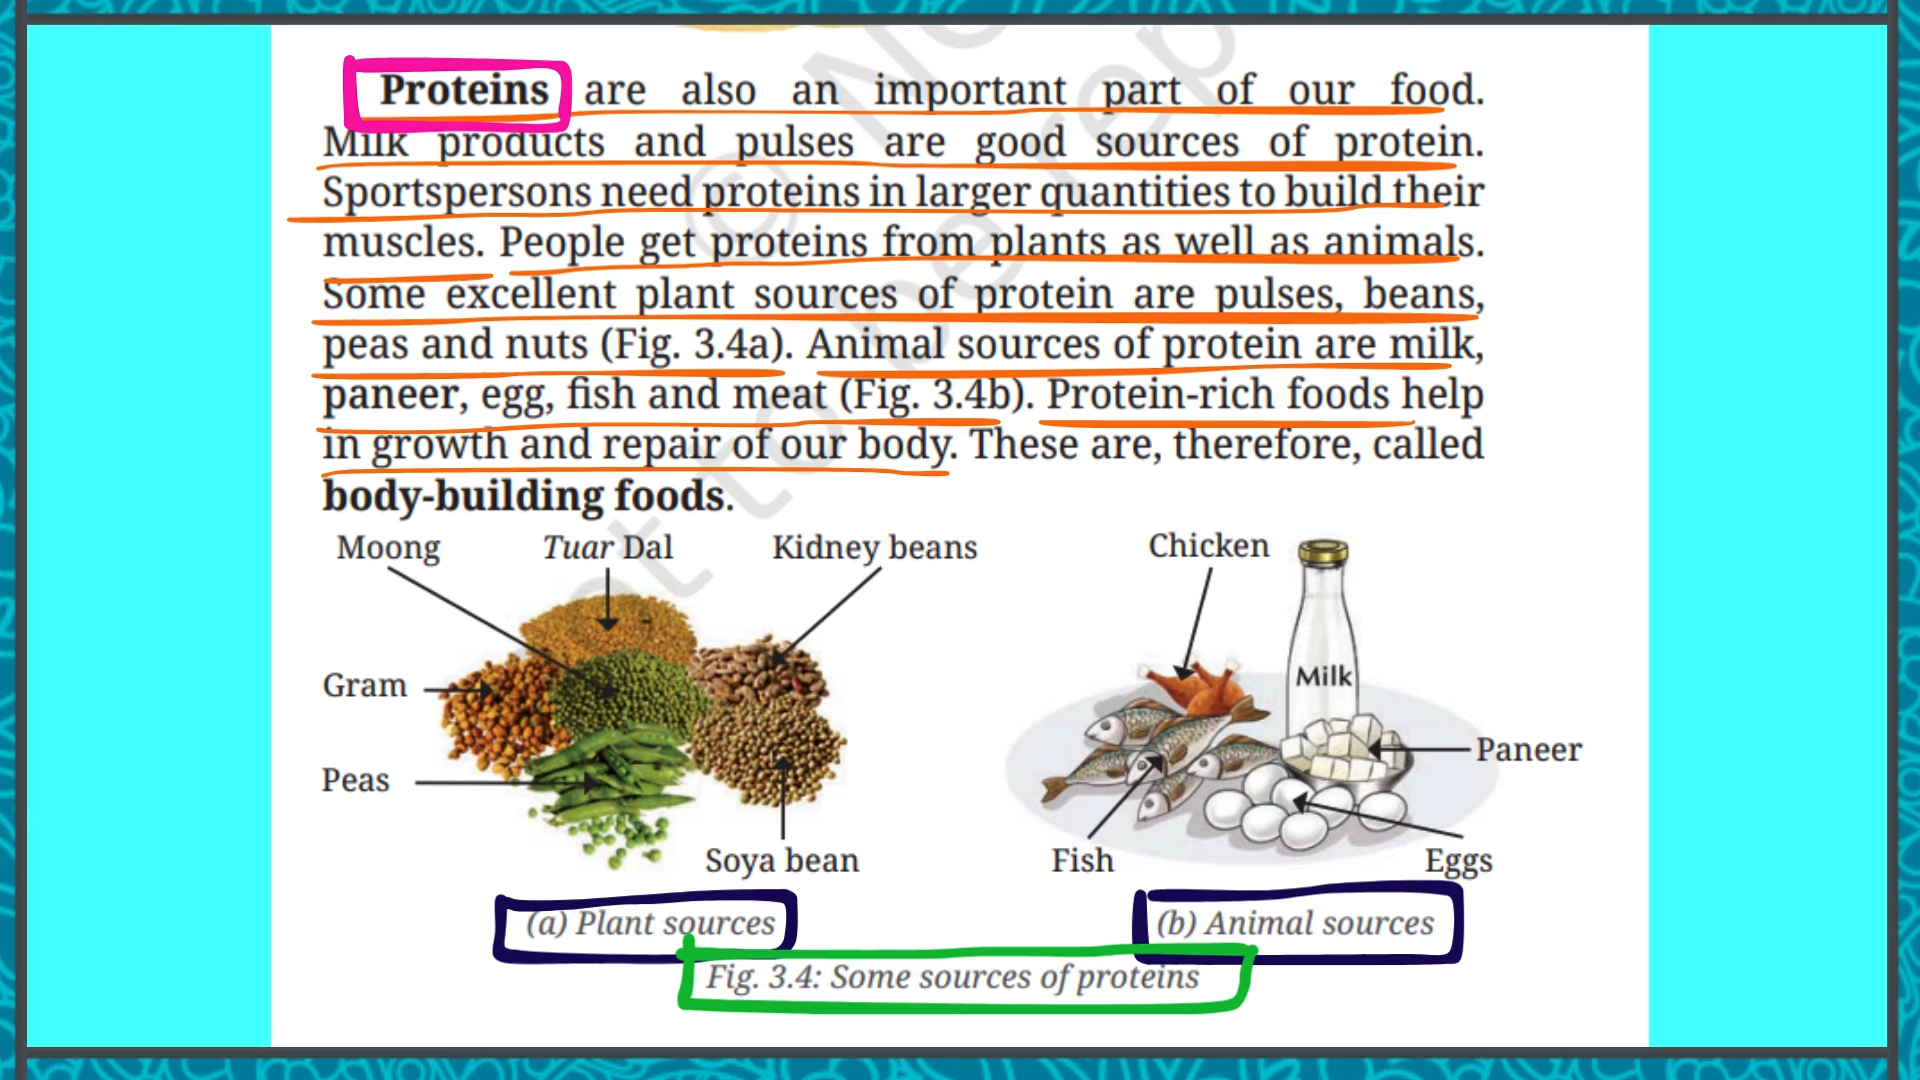 Proteins are also an important part of our food.
Milk products and pulses are good sources of protein.
Sportspersons need proteins in larger quantities to build their
muscles. People get proteins from plants as well as animals.
Some excellent plant sources of protein are pulses, beans,
peas and nuts (Fig. 3.4a). Animal sources of protein are milk,
paneer, egg, fish and meat (Fig. 3.4b). Protein-rich foods help
in growth and repair of our body. These are, therefore, called
body-building foods.
Moong Tuar Dal Kidney beans
Gram
Peas
Soya bean
(a) Plant sources
Chicken
Milk
Paneer
Fish Eggs
(b) Animal sources
Fig. 3.4: Some sources of proteins